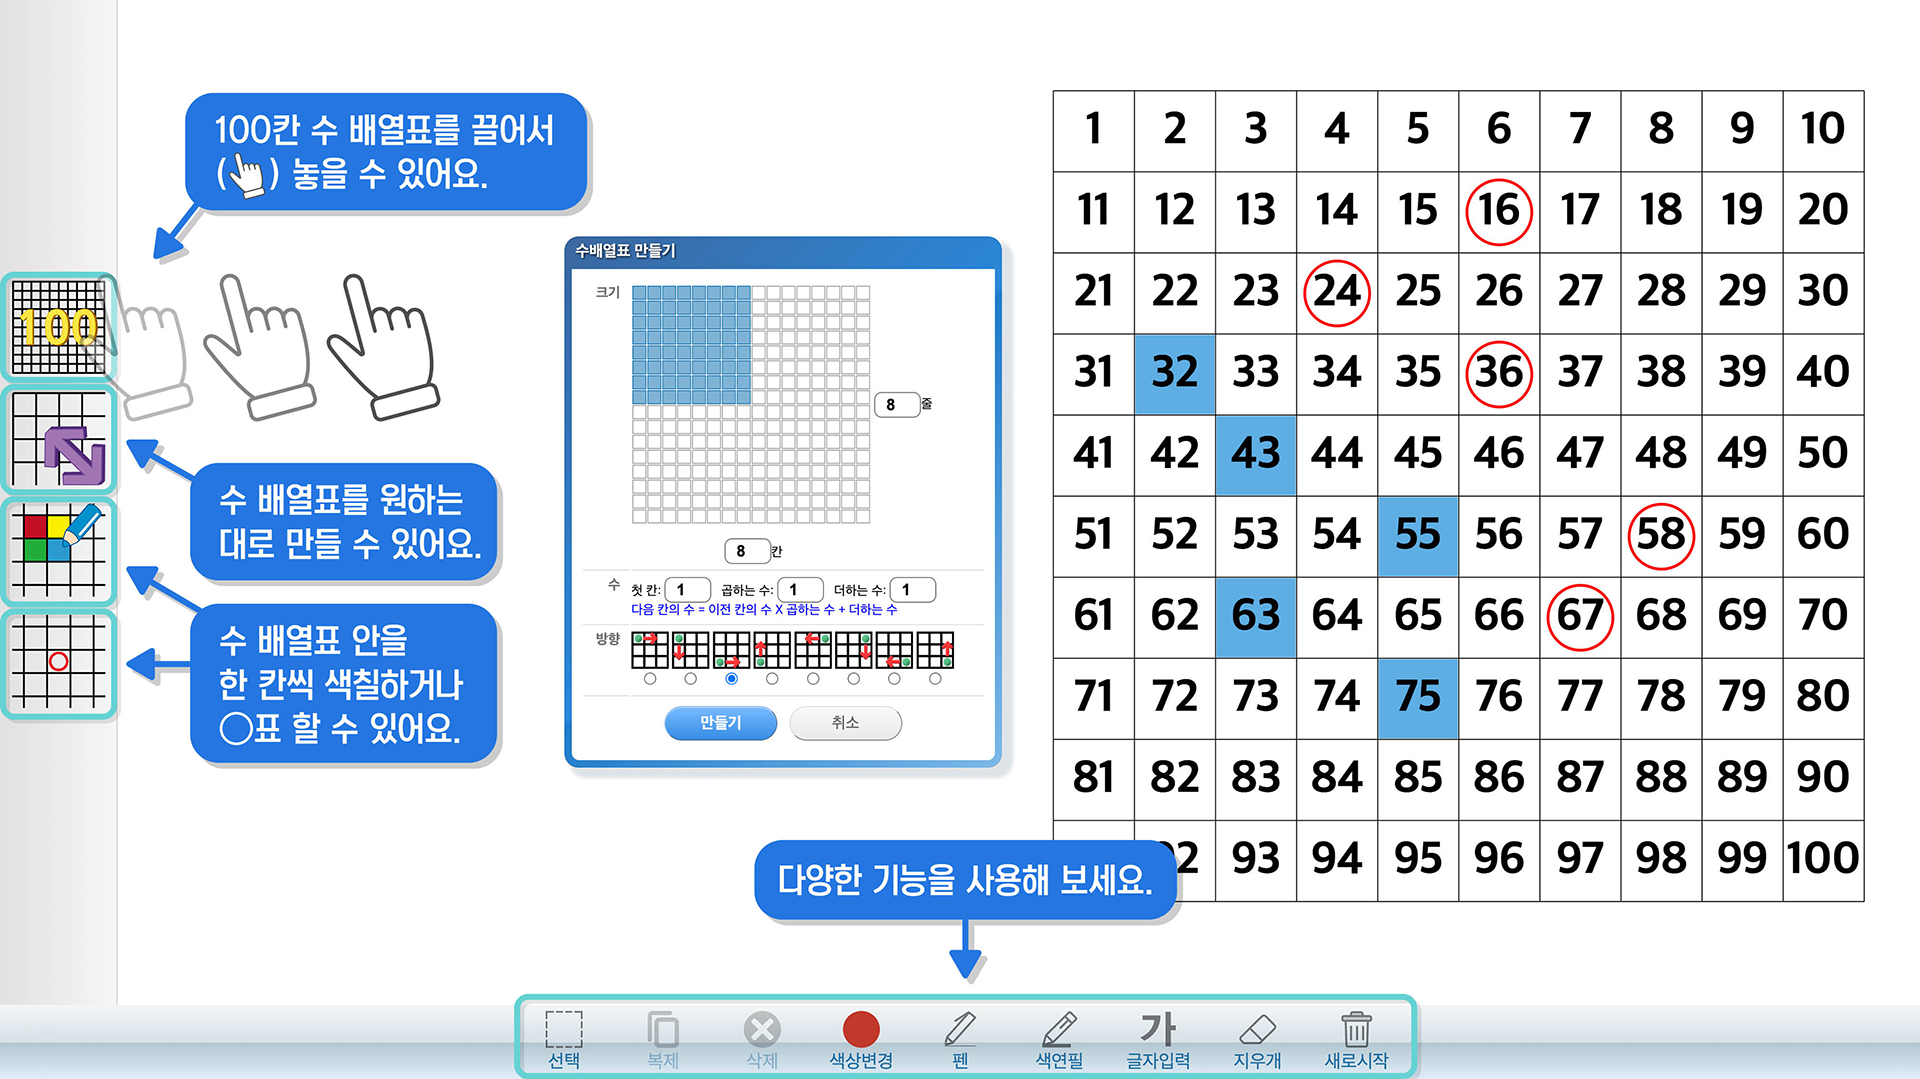 100칸 수 배열표를 끌어서
( ) 놓을 수 있어요.
100
수 배열표를 원하는
대로 만들 수 있어요.
수 배열표 안을
한 칸씩 색칠하거나
○표 할 수 있어요.
수배열표 만들기
크기
8 줄
8 칸
수 첫 칸: 1 곱하는 수: 1 더하는 수: 1
다음 칸의 수 = 이전 칸의 수 X 곱하는 수 + 더하는 수
방향
만들기 취소
1 2 3 4 5 6 7 8 9 10
11 12 13 14 15 16 17 18 19 20
21 22 23 24 25 26 27 28 29 30
31 32 33 34 35 36 37 38 39 40
41 42 43 44 45 46 47 48 49 50
51 52 53 54 55 56 57 58 59 60
61 62 63 64 65 66 67 68 69 70
71 72 73 74 75 76 77 78 79 80
81 82 83 84 85 86 87 88 89 90
92 93 94 95 96 97 98 99 100
다양한 기능을 사용해 보세요.
가
선택 복제 삭제 색상변경 펜 색연필 글자입력 지우개 새로시작